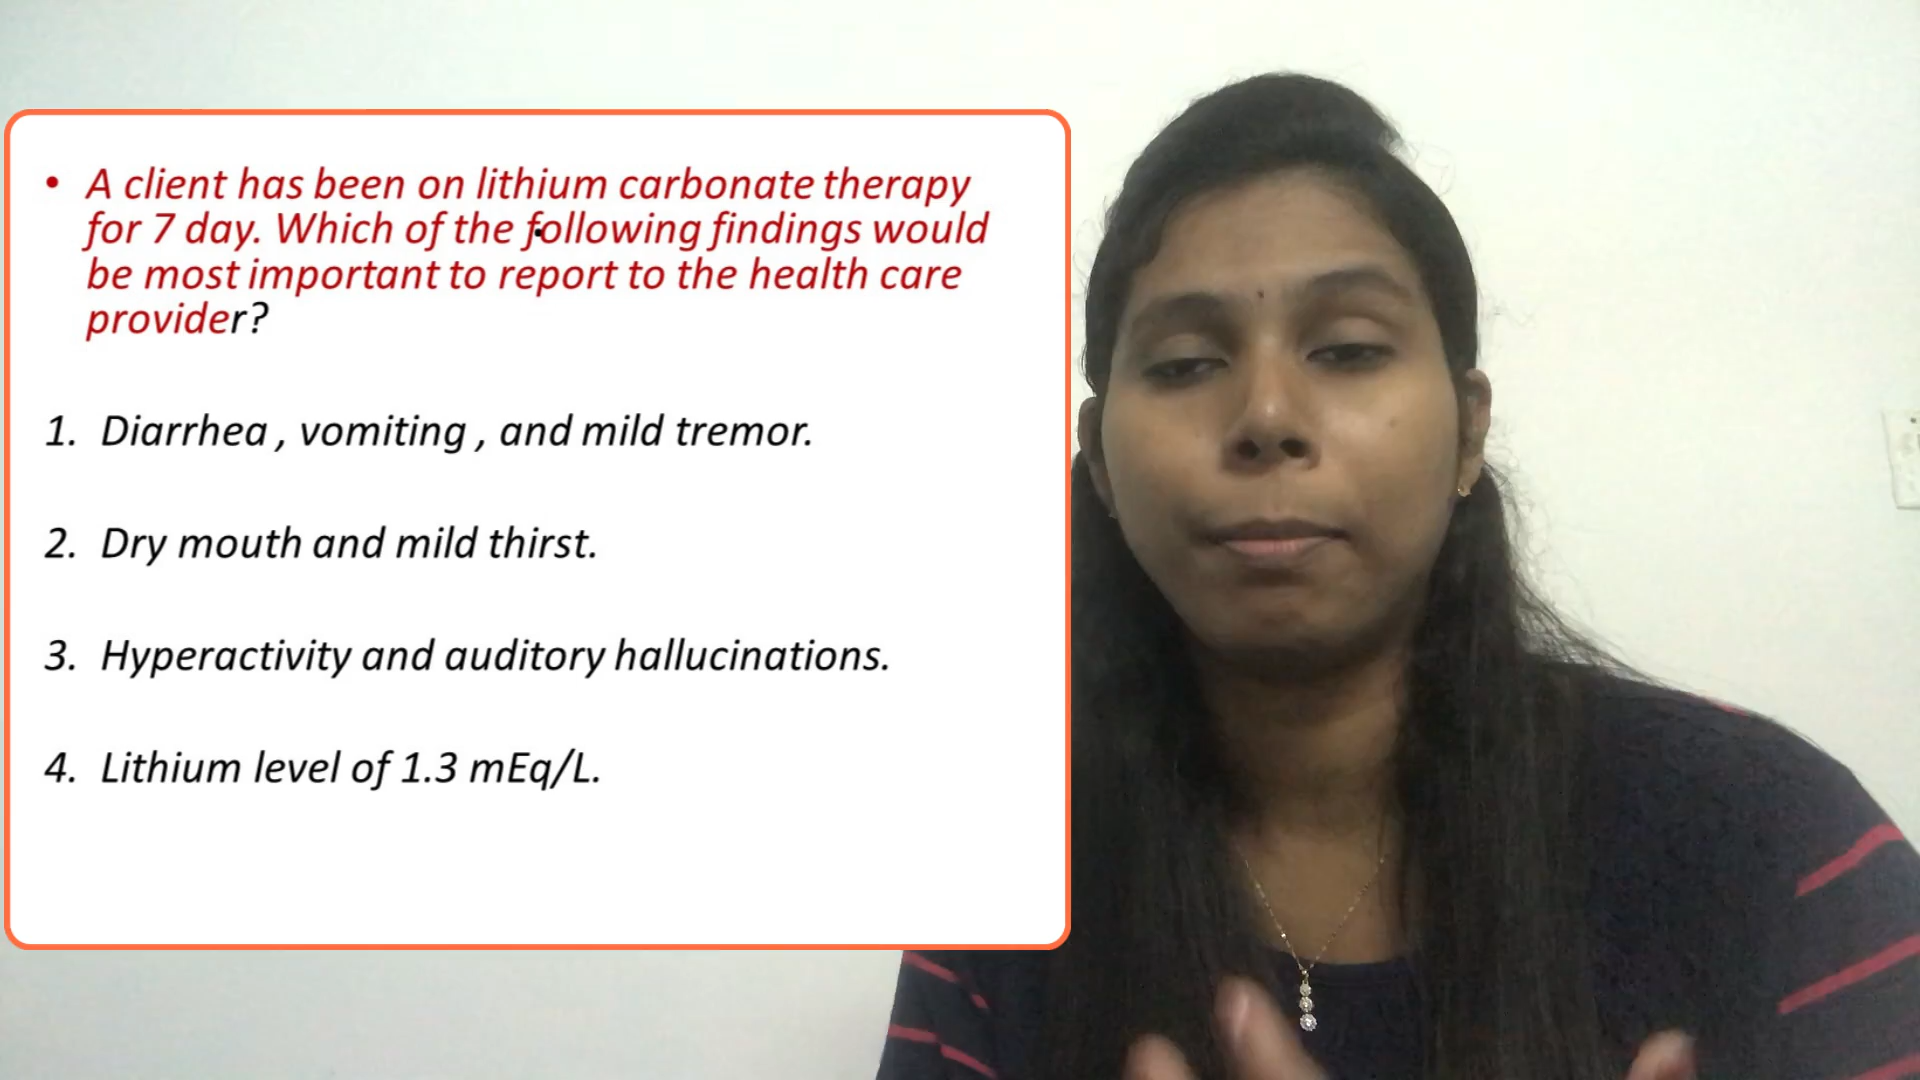 • A client has been on lithium carbonate therapy
for 7 day. Which of the following findings would
be most important to report to the health care
provider?
1. Diarrhea , vomiting , and mild tremor.
2. Dry mouth and mild thirst.
3. Hyperactivity and auditory hallucinations.
4. Lithium level of 1.3 mEq/L.